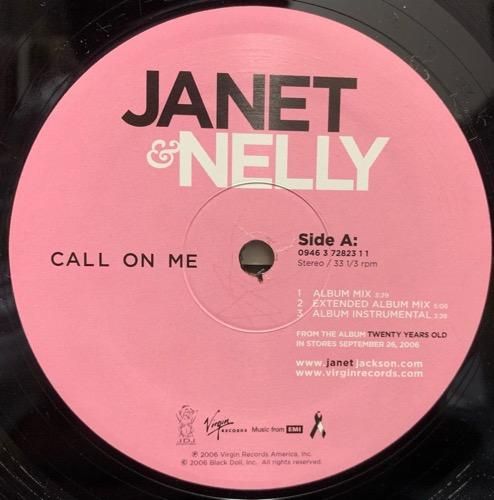 JANET
& NELLY
CALL ON ME
Side A:
0946 3 72823 1 1
Stereo / 33 1/3 rpm
1 ALBUM MIX 3:29
2 EXTENDED ALBUM MIX 5:06
3 ALBUM INSTRUMENTAL 3:28
FROM THE ALBUM TWENTY YEARS OLD
IN STORES SEPTEMBER 26, 2006
www.janetjackson.com
www.virginrecords.com
JDJ
Virgin
RECORDS
Music from EMI
℗ 2006 Virgin Records America, Inc.
© 2006 Black Doll, Inc. All rights reserved.